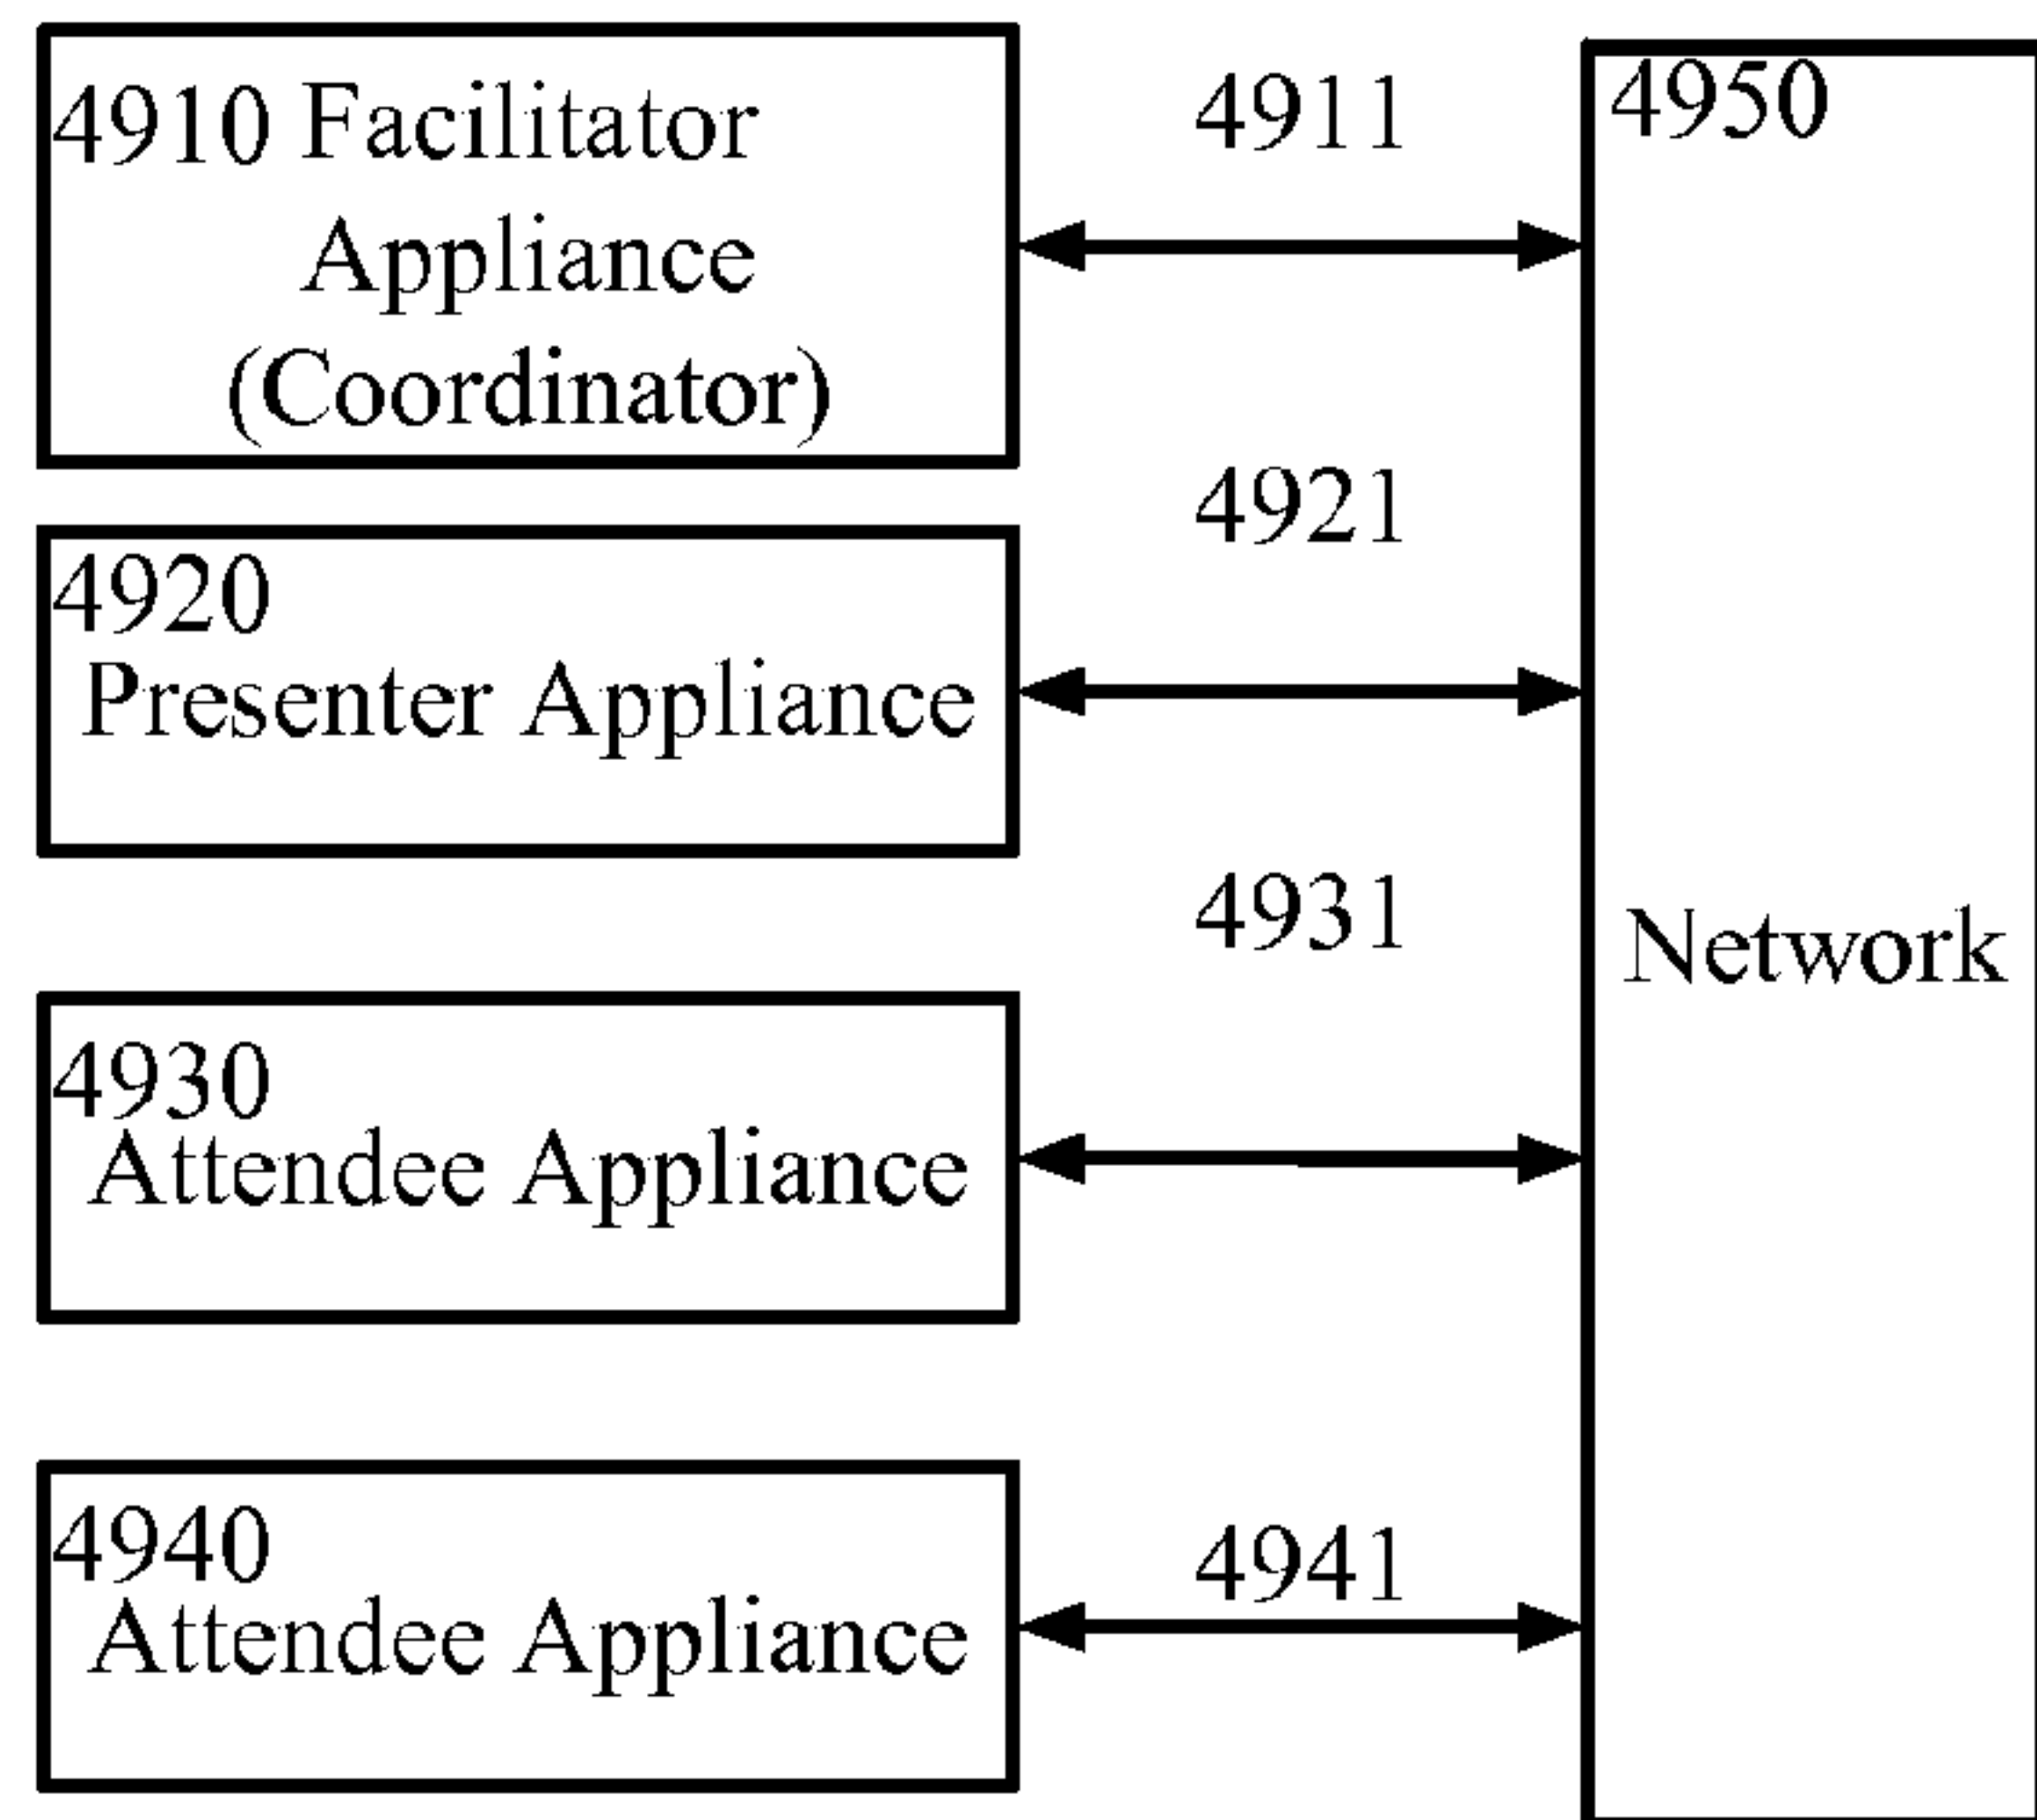 4910 Facilitator
Appliance
(Coordinator)
4911
4950
4921
4920
Presenter Appliance
4931
Network
4930
Attendee Appliance
4940
Attendee Appliance
4941